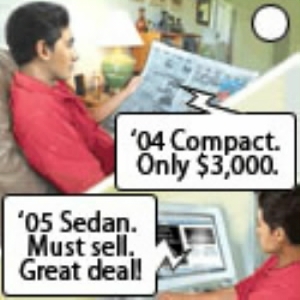 ‘04 Compact.
Only $3,000.
‘05 Sedan.
Must sell.
Great deal!